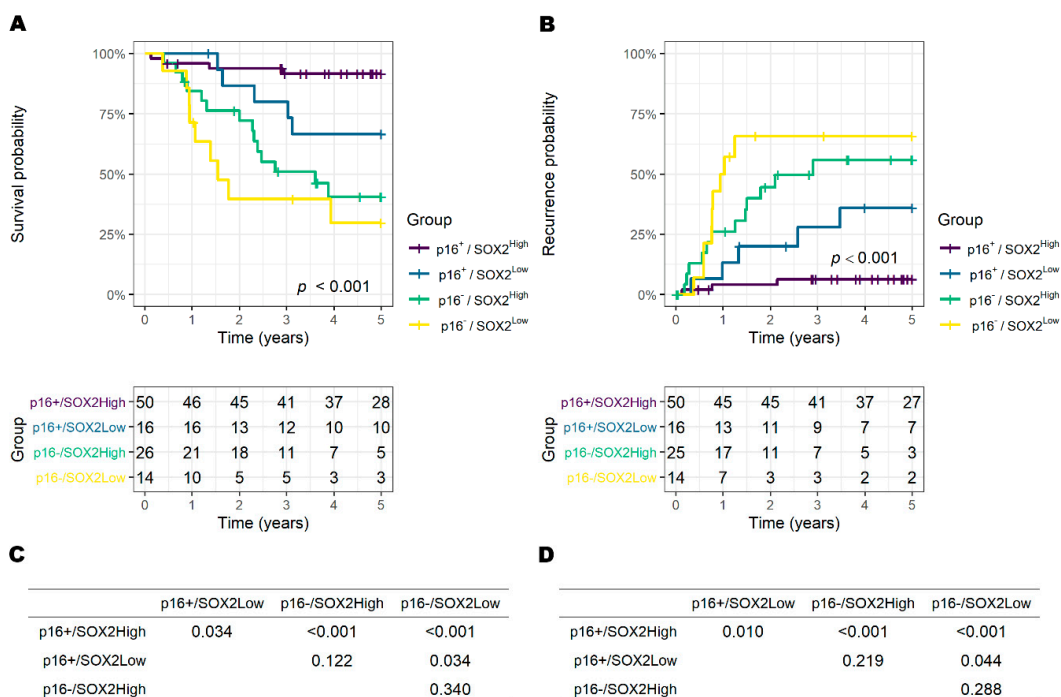 A
Survival probability
100%
75%
50%
25%
0%
p < 0.001
0 1 2 3 4 5
Time (years)
Group
p16⁺ / SOX2ᴴⁱᵍʰ
p16⁺ / SOX2ᴸᵒʷ
p16⁻ / SOX2ᴴⁱᵍʰ
p16⁻ / SOX2ᴸᵒʷ
Group
p16+/SOX2High 50 46 45 41 37 28
p16+/SOX2Low 16 16 13 12 10 10
p16-/SOX2High 26 21 18 11 7 5
p16-/SOX2Low 14 10 5 5 3 3
0 1 2 3 4 5
Time (years)
B
Recurrence probability
100%
75%
50%
25%
0%
p < 0.001
0 1 2 3 4 5
Time (years)
Group
p16⁺ / SOX2ᴴⁱᵍʰ
p16⁺ / SOX2ᴸᵒʷ
p16⁻ / SOX2ᴴⁱᵍʰ
p16⁻ / SOX2ᴸᵒʷ
Group
p16+/SOX2High 50 45 45 41 37 27
p16+/SOX2Low 16 13 11 9 7 7
p16-/SOX2High 25 17 11 7 5 3
p16-/SOX2Low 14 7 3 3 2 2
0 1 2 3 4 5
Time (years)
C
p16+/SOX2Low p16-/SOX2High p16-/SOX2Low
p16+/SOX2High 0.034 <0.001 <0.001
p16+/SOX2Low 0.122 0.034
p16-/SOX2High 0.340
D
p16+/SOX2Low p16-/SOX2High p16-/SOX2Low
p16+/SOX2High 0.010 <0.001 <0.001
p16+/SOX2Low 0.219 0.044
p16-/SOX2High 0.288